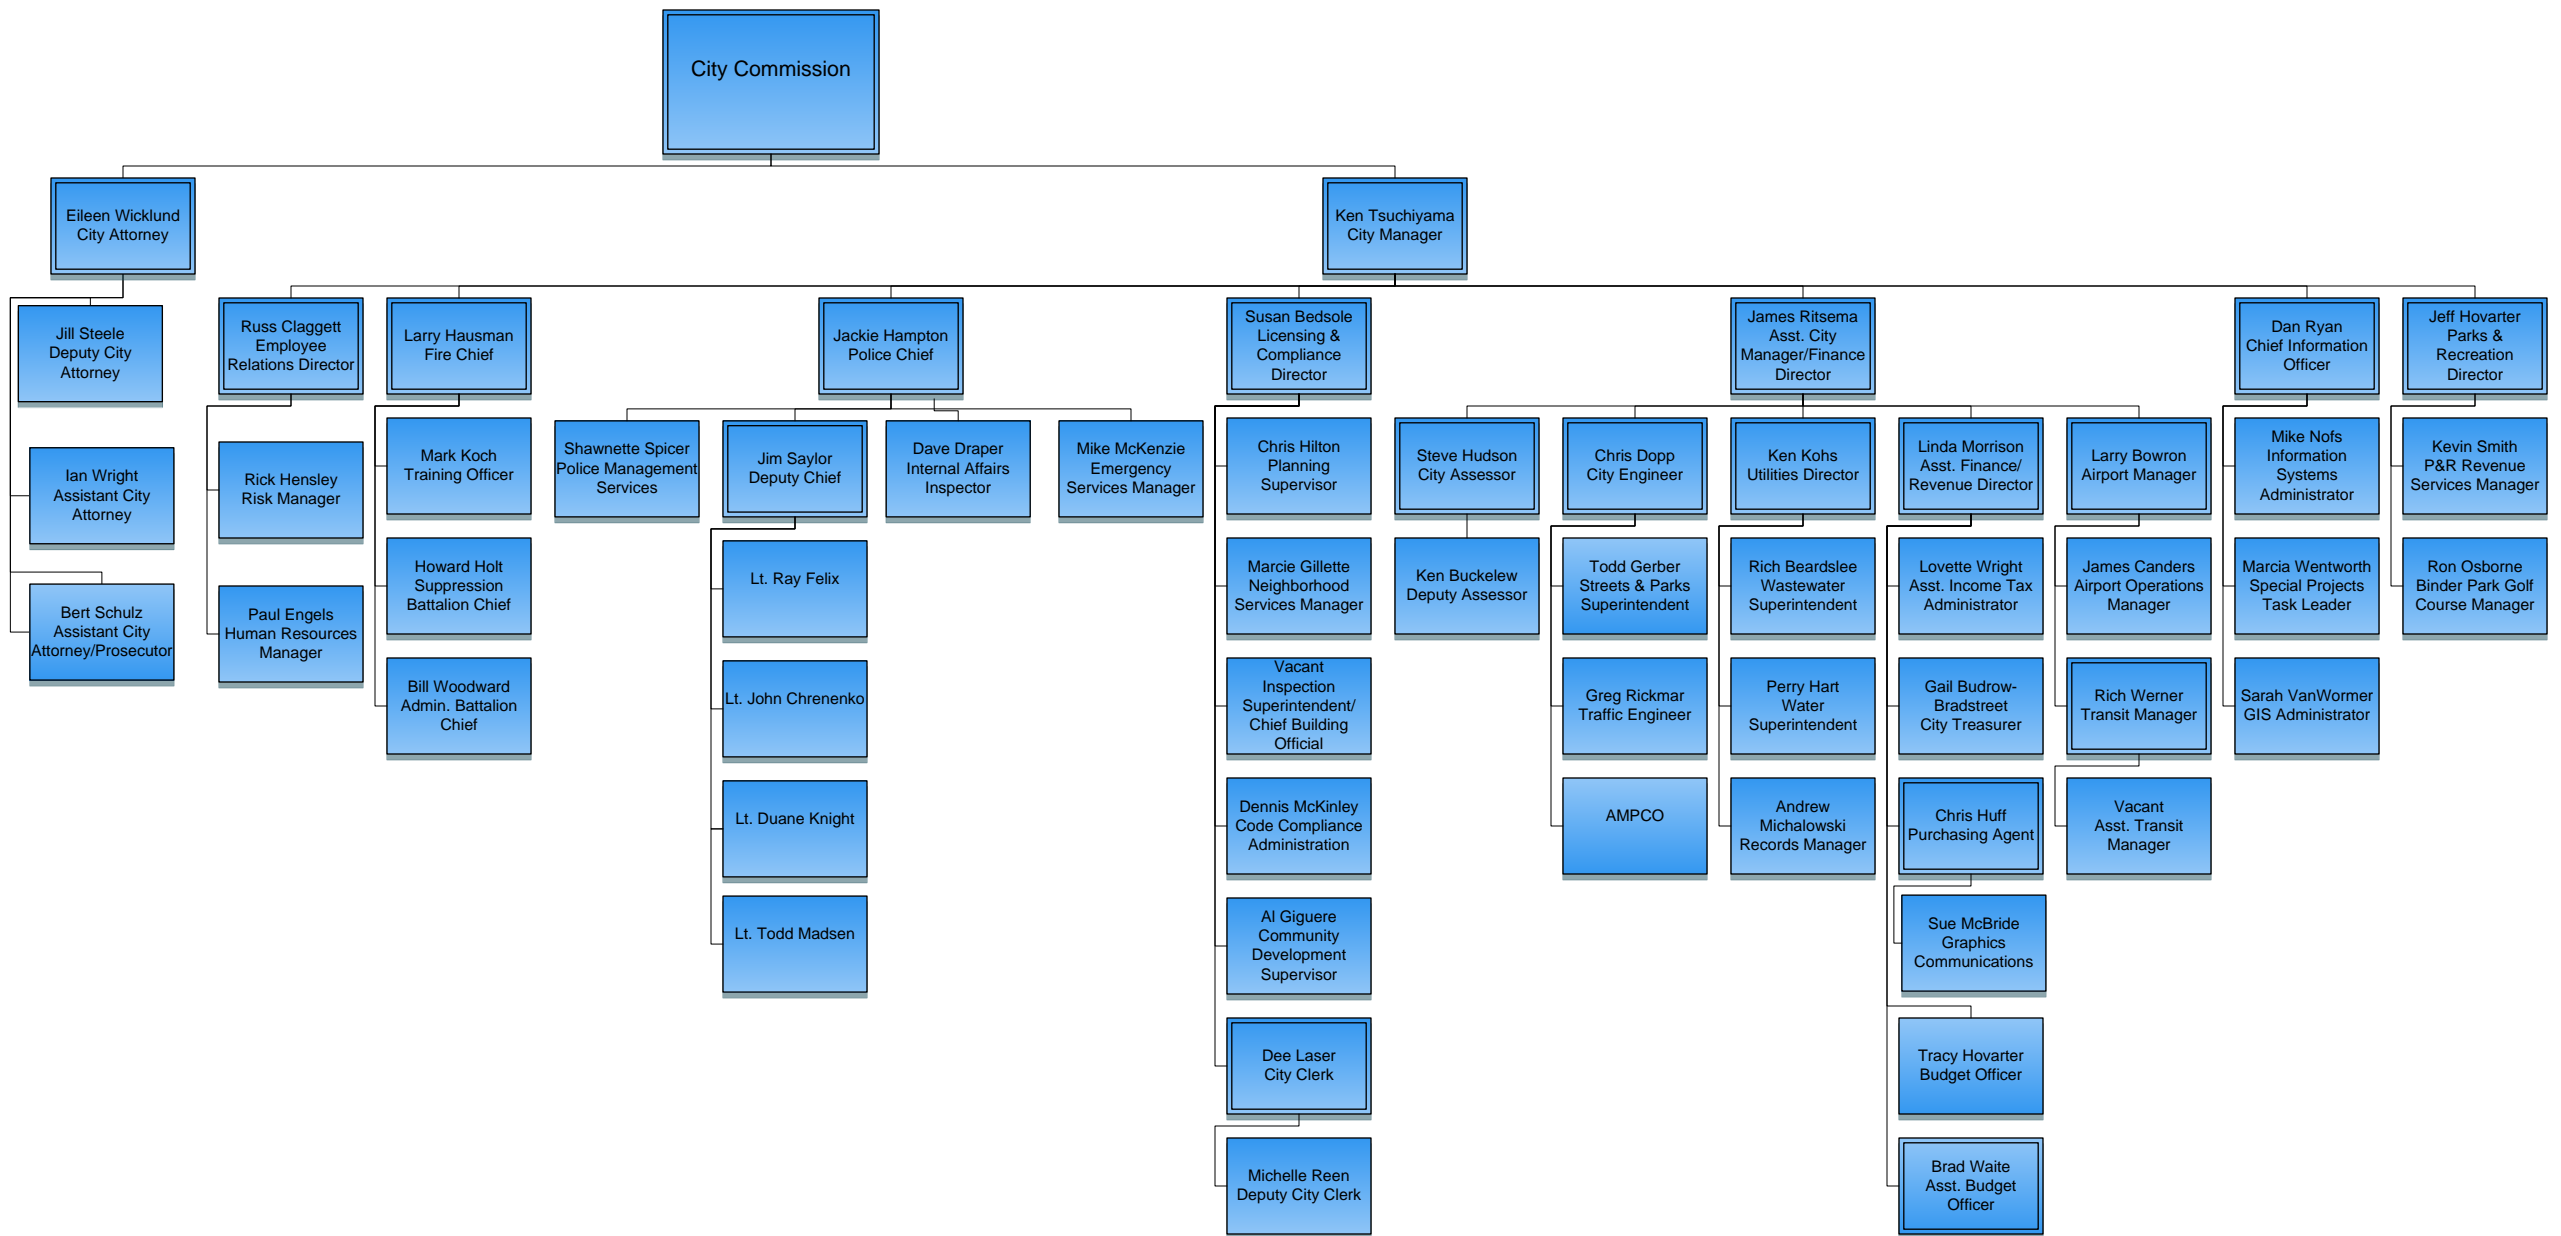 City Commission
Eileen Wicklund
City Attorney
Ken Tsuchiyama
City Manager
Jill Steele
Deputy City
Attorney
Russ Claggett
Employee
Relations Director
Larry Hausman
Fire Chief
Jackie Hampton
Police Chief
Susan Bedsole
Licensing &
Compliance
Director
James Ritsema
Asst. City
Manager/Finance
Director
Dan Ryan
Chief Information
Officer
Jeff Hovarter
Parks &
Recreation
Director
Ian Wright
Assistant City
Attorney
Bert Schulz
Assistant City
Attorney/Prosecutor
Rick Hensley
Risk Manager
Paul Engels
Human Resources
Manager
Mark Koch
Training Officer
Howard Holt
Suppression
Battalion Chief
Bill Woodward
Admin. Battalion
Chief
Shawnette Spicer
Police Management
Services
Jim Saylor
Deputy Chief
Dave Draper
Internal Affairs
Inspector
Mike McKenzie
Emergency
Services Manager
Lt. Ray Felix
Lt. John Chrenenko
Lt. Duane Knight
Lt. Todd Madsen
Chris Hilton
Planning
Supervisor
Marcie Gillette
Neighborhood
Services Manager
Vacant
Inspection
Superintendent/
Chief Building
Official
Dennis McKinley
Code Compliance
Administration
Al Giguere
Community
Development
Supervisor
Dee Laser
City Clerk
Michelle Reen
Deputy City Clerk
Steve Hudson
City Assessor
Ken Buckelew
Deputy Assessor
Chris Dopp
City Engineer
Todd Gerber
Streets & Parks
Superintendent
Greg Rickmar
Traffic Engineer
AMPCO
Ken Kohs
Utilities Director
Rich Beardslee
Wastewater
Superintendent
Perry Hart
Water
Superintendent
Andrew
Michalowski
Records Manager
Linda Morrison
Asst. Finance/
Revenue Director
Lovette Wright
Asst. Income Tax
Administrator
Gail Budrow-
Bradstreet
City Treasurer
Chris Huff
Purchasing Agent
Sue McBride
Graphics
Communications
Tracy Hovarter
Budget Officer
Brad Waite
Asst. Budget
Officer
Larry Bowron
Airport Manager
James Canders
Airport Operations
Manager
Rich Werner
Transit Manager
Vacant
Asst. Transit
Manager
Mike Nofs
Information
Systems
Administrator
Marcia Wentworth
Special Projects
Task Leader
Sarah VanWormer
GIS Administrator
Kevin Smith
P&R Revenue
Services Manager
Ron Osborne
Binder Park Golf
Course Manager